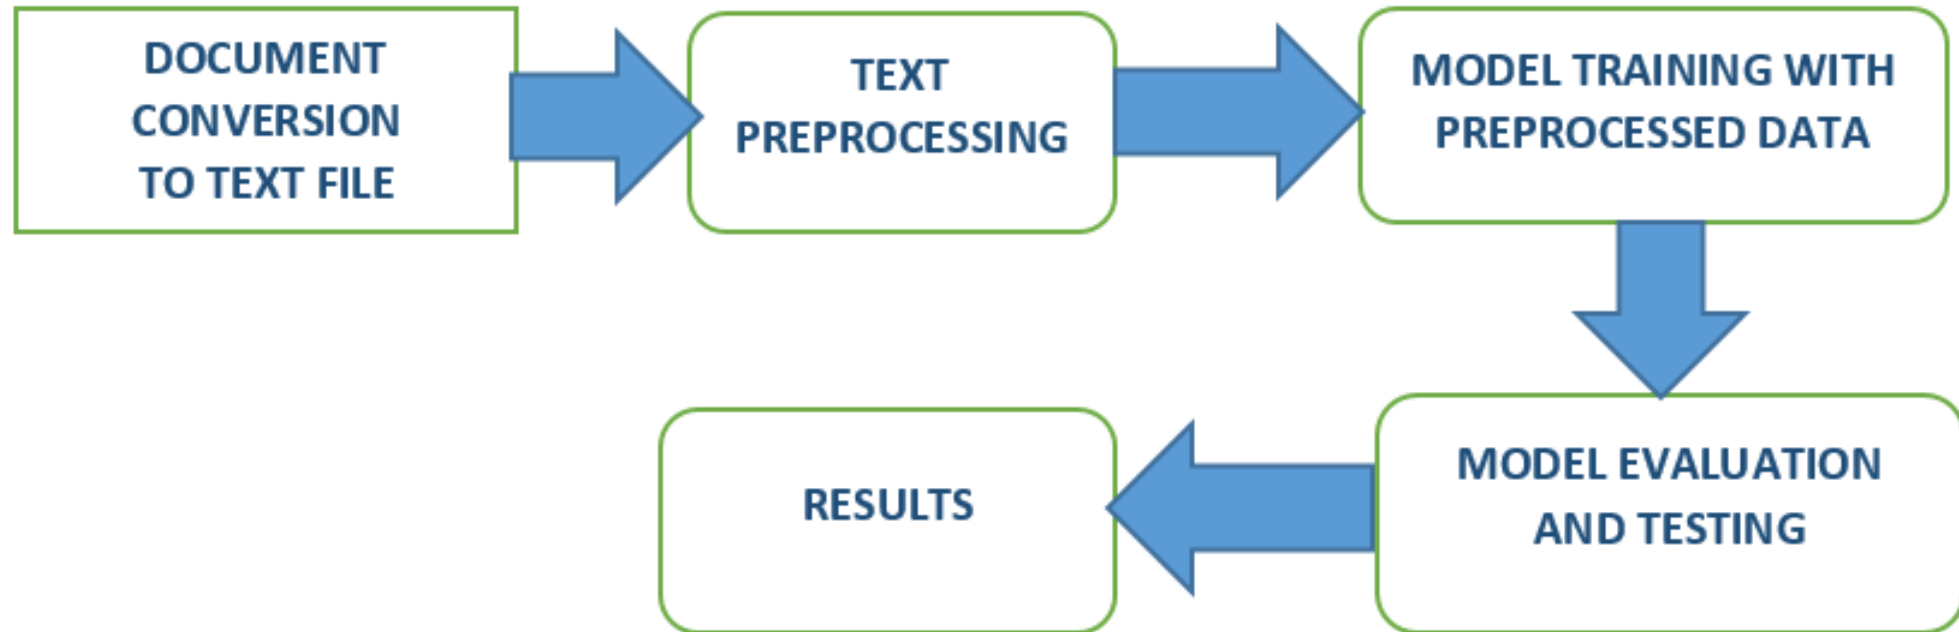 DOCUMENT
CONVERSION
TO TEXT FILE
TEXT
PREPROCESSING
MODEL TRAINING WITH
PREPROCESSED DATA
MODEL EVALUATION
AND TESTING
RESULTS